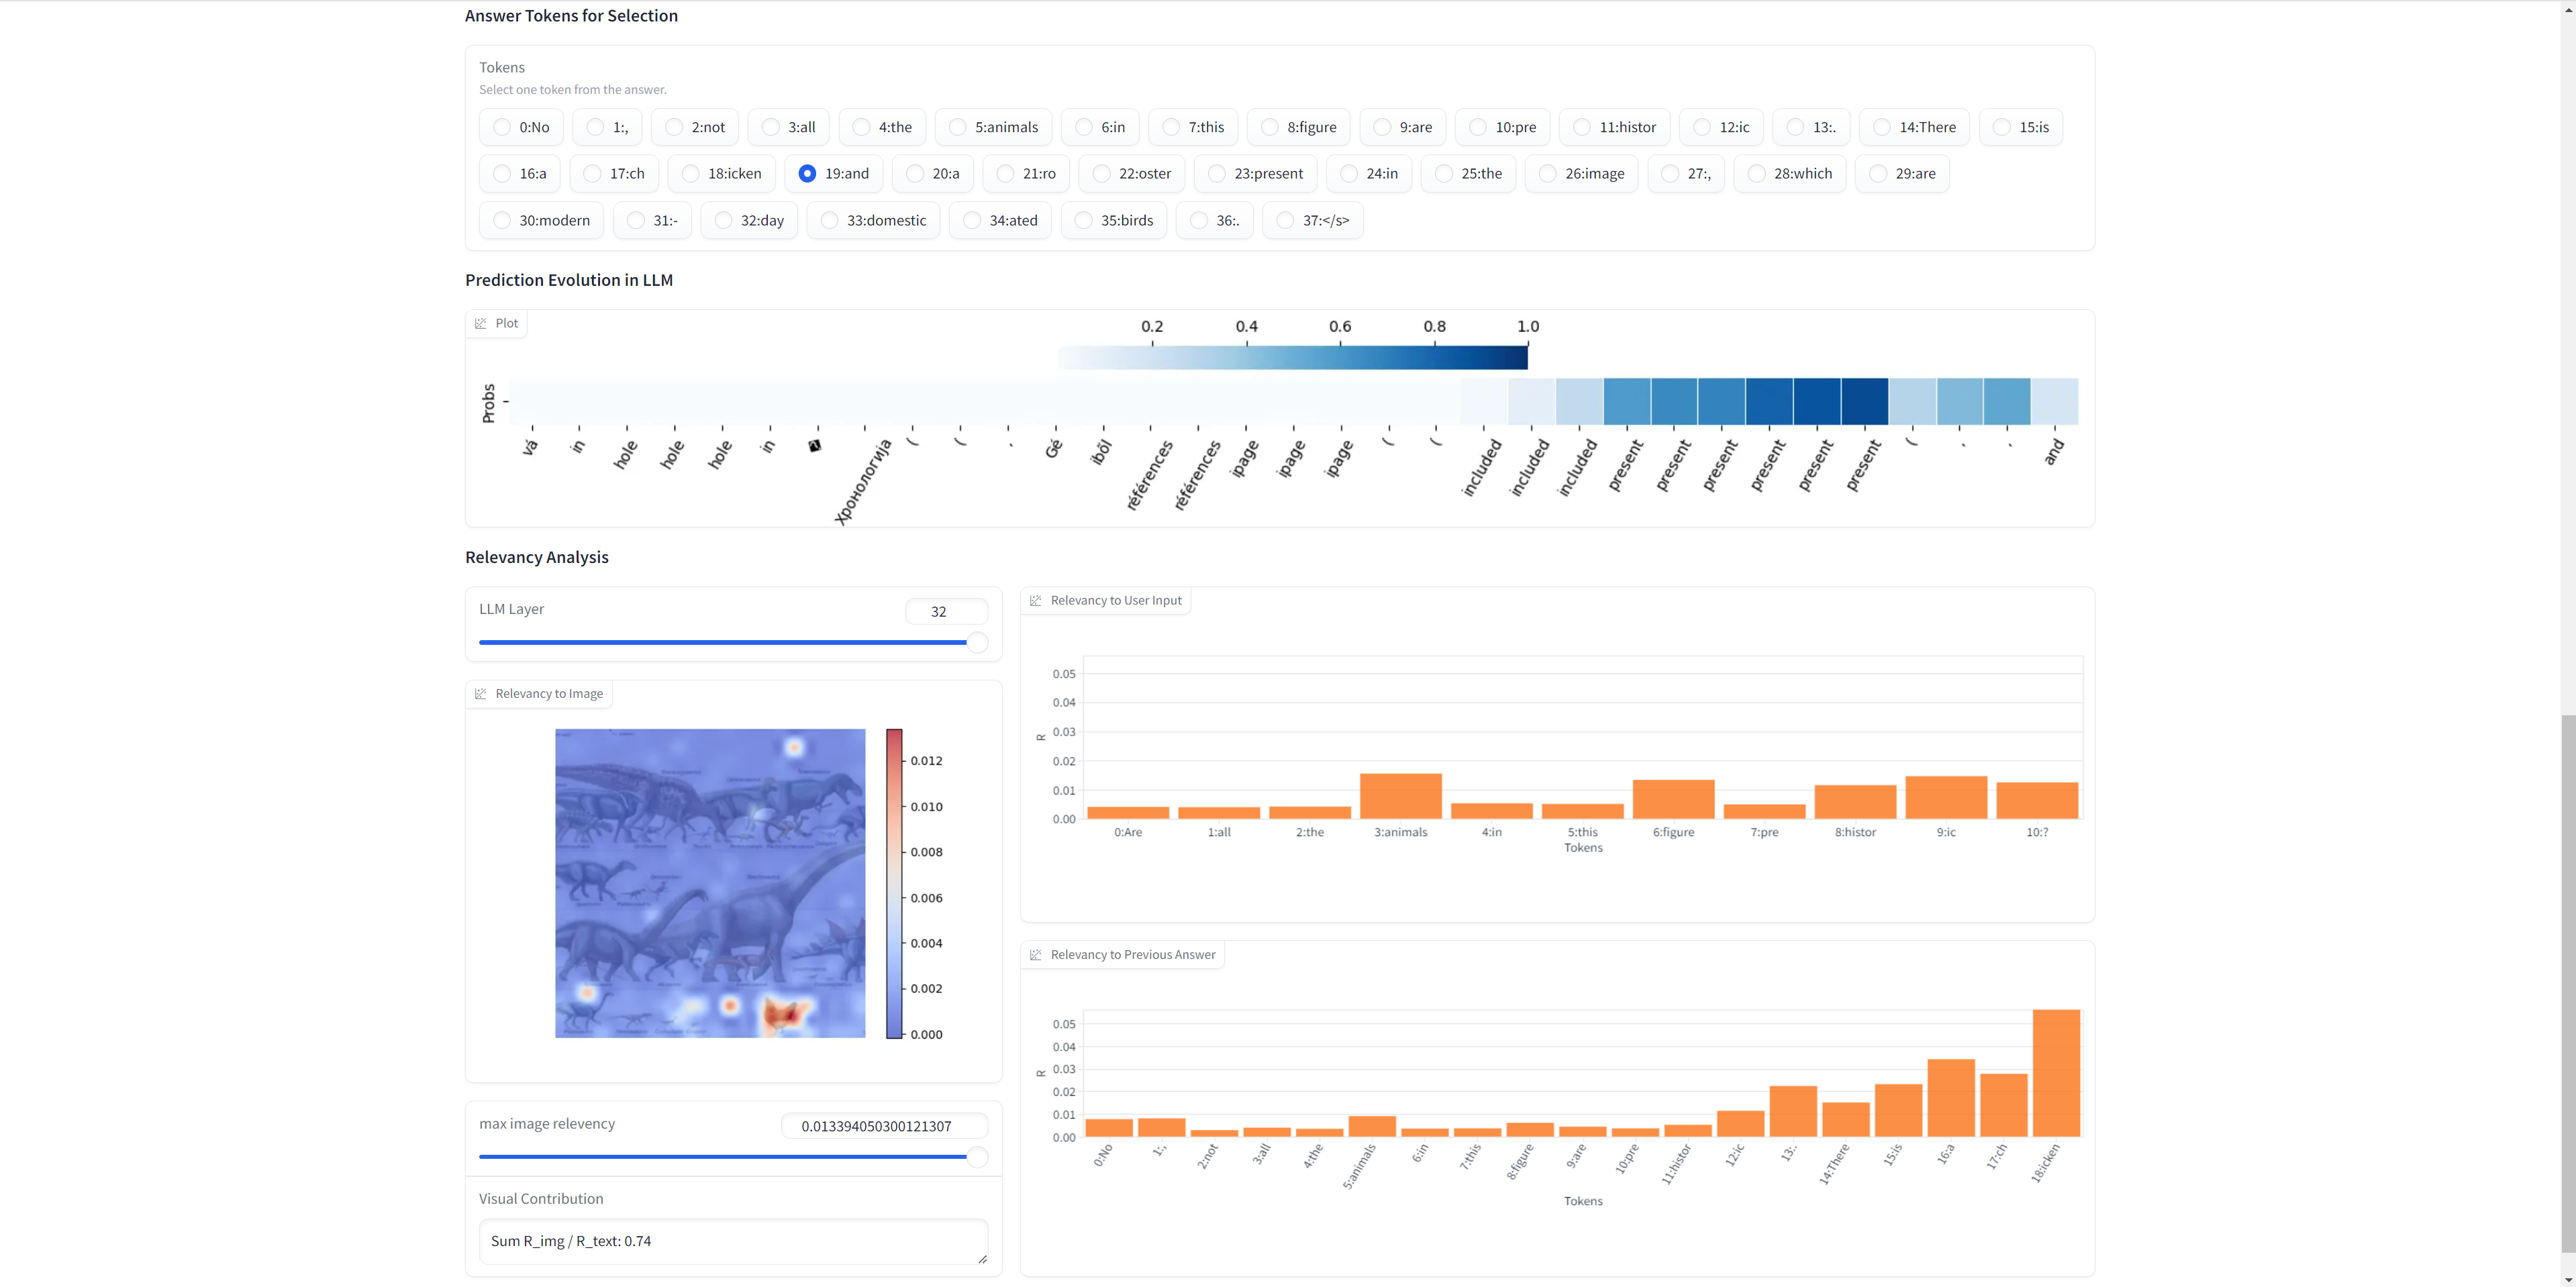 Answer Tokens for Selection
Tokens
Select one token from the answer.
0:No 1:, 2:not 3:all 4:the 5:animals 6:in 7:this 8:figure 9:are 10:pre 11:histor 12:ic 13:. 14:There 15:is
16:a 17:ch 18:icken 19:and 20:a 21:ro 22:oster 23:present 24:in 25:the 26:image 27:, 28:which 29:are
30:modern 31:- 32:day 33:domestic 34:ated 35:birds 36:. 37:</s>
Prediction Evolution in LLM
Plot
0.2 0.4 0.6 0.8 1.0
Probs
vá in hole hole hole in Хронологија ( ( , Gé iból références références ipage ipage ipage ( ( included included included present present present present present present ( , , and
Relevancy Analysis
LLM Layer
32
Relevancy to Image
0.012
0.010
0.008
0.006
0.004
0.002
0.000
max image relevency
0.013394050300121307
Visual Contribution
Sum R_img / R_text: 0.74
Relevancy to User Input
0.05
0.04
0.03
0.02
0.01
0.00
R
0:Are 1:all 2:the 3:animals 4:in 5:this 6:figure 7:pre 8:histor 9:ic 10:?
Tokens
Relevancy to Previous Answer
0.05
0.04
0.03
0.02
0.01
0.00
R
0:No 1:, 2:not 3:all 4:the 5:animals 6:in 7:this 8:figure 9:are 10:pre 11:histor 12:ic 13:. 14:There 15:is 16:a 17:ch 18:icken
Tokens